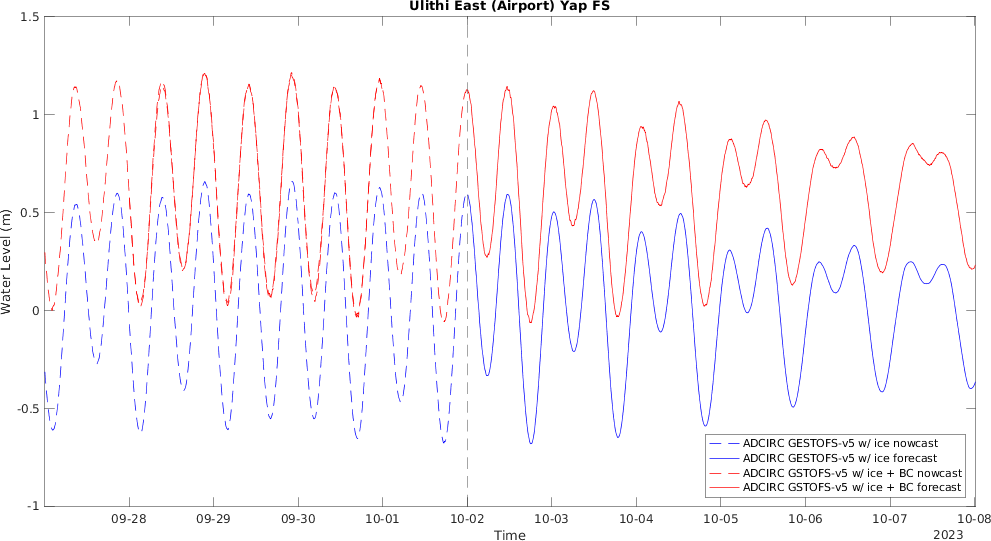 Ulithi East (Airport) Yap FS
1.5
1
0.5
0
-0.5
-1
Water Level (m)
ADCIRC GESTOFS-v5 w/ ice nowcast
ADCIRC GESTOFS-v5 w/ ice forecast
ADCIRC GSTOFS-v5 w/ ice + BC nowcast
ADCIRC GSTOFS-v5 w/ ice + BC forecast
09-28 09-29 09-30 10-01 10-02 10-03 10-04 10-05 10-06 10-07 10-08
Time
2023